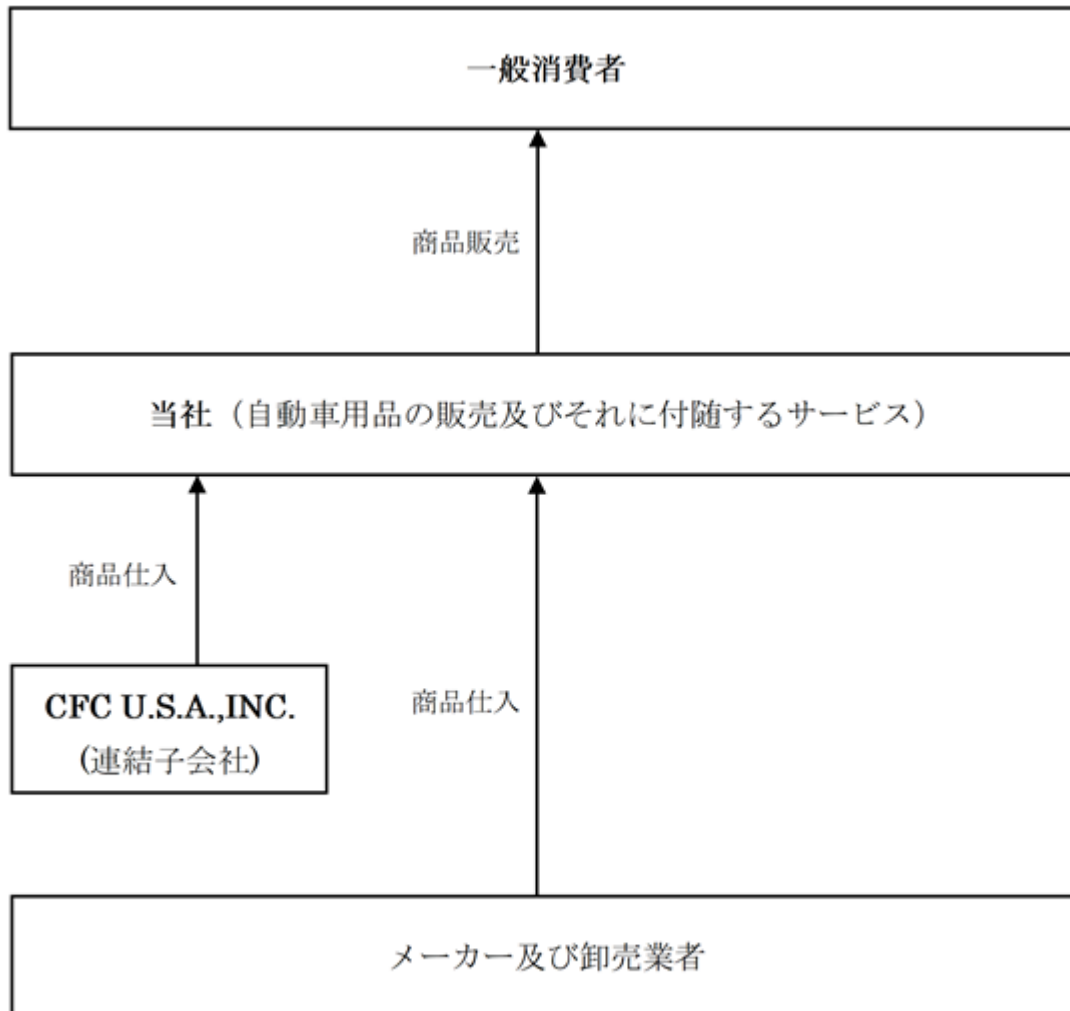 一般消費者
商品販売
当社（自動車用品の販売及びそれに付随するサービス）
商品仕入
CFC U.S.A.,INC.
(連結子会社)
商品仕入
メーカー及び卸売業者